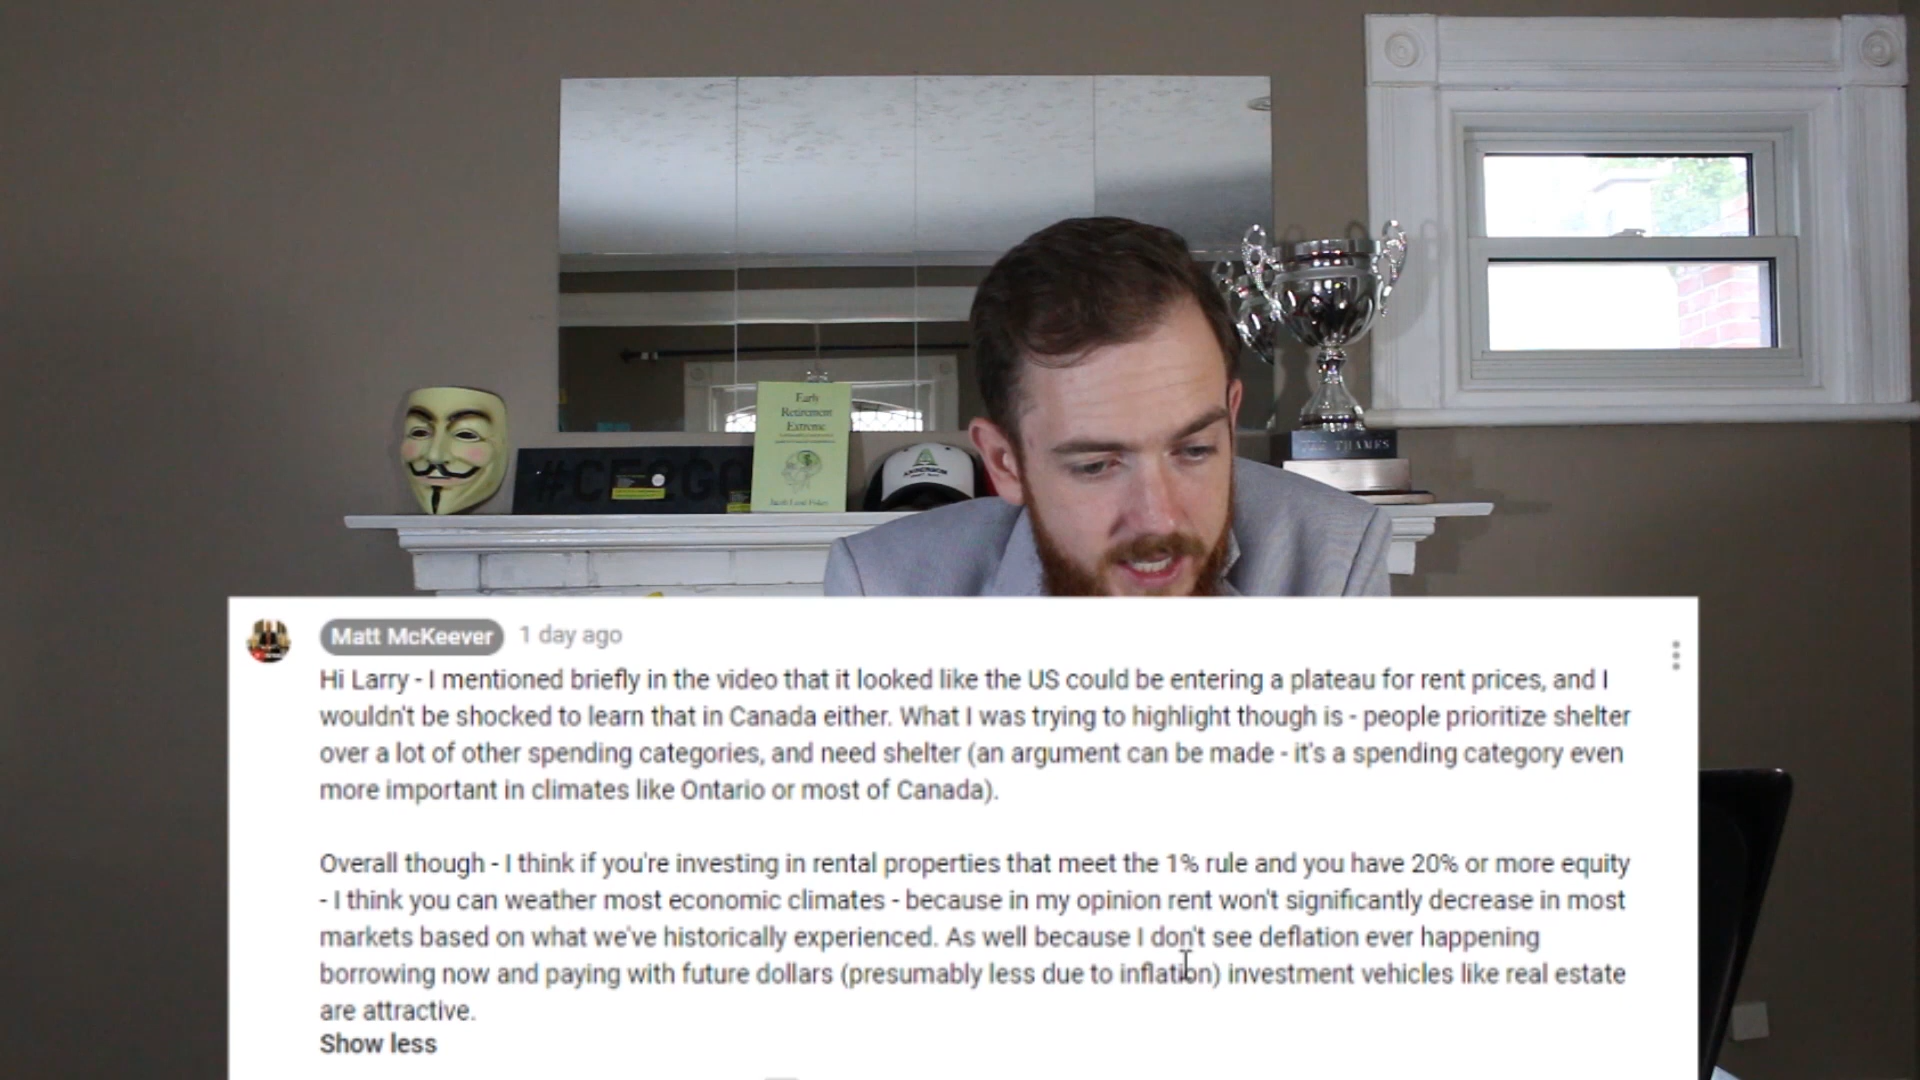 Early
Retirement
Extreme
#CF2GO
ANDERSON
THE THAMES
Matt McKeever 1 day ago
Hi Larry - I mentioned briefly in the video that it looked like the US could be entering a plateau for rent prices, and I
wouldn't be shocked to learn that in Canada either. What I was trying to highlight though is - people prioritize shelter
over a lot of other spending categories, and need shelter (an argument can be made - it's a spending category even
more important in climates like Ontario or most of Canada).
Overall though - I think if you're investing in rental properties that meet the 1% rule and you have 20% or more equity
- I think you can weather most economic climates - because in my opinion rent won't significantly decrease in most
markets based on what we've historically experienced. As well because I don't see deflation ever happening
borrowing now and paying with future dollars (presumably less due to inflation) investment vehicles like real estate
are attractive.
Show less